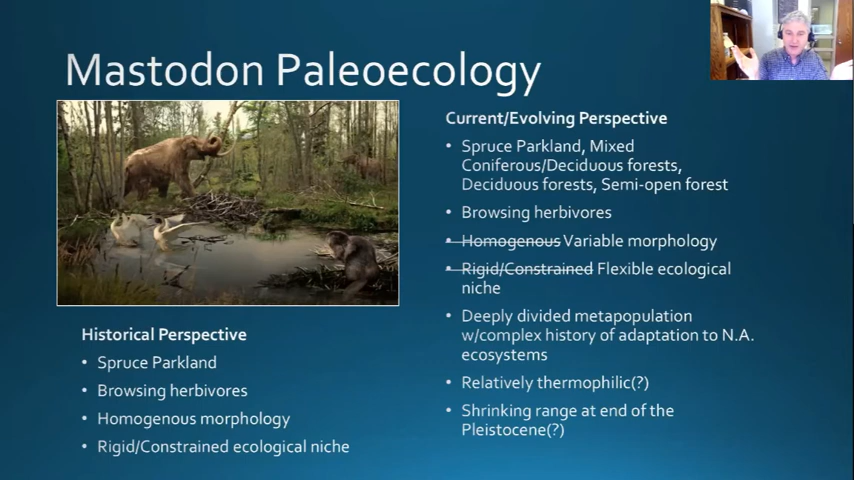 Mastodon Paleoecology
Historical Perspective
• Spruce Parkland
• Browsing herbivores
• Homogenous morphology
• Rigid/Constrained ecological niche
Current/Evolving Perspective
• Spruce Parkland, Mixed
Coniferous/Deciduous forests,
Deciduous forests, Semi-open forest
• Browsing herbivores
• Homogenous Variable morphology
• Rigid/Constrained Flexible ecological
niche
• Deeply divided metapopulation
w/complex history of adaptation to N.A.
ecosystems
• Relatively thermophilic(?)
• Shrinking range at end of the
Pleistocene(?)